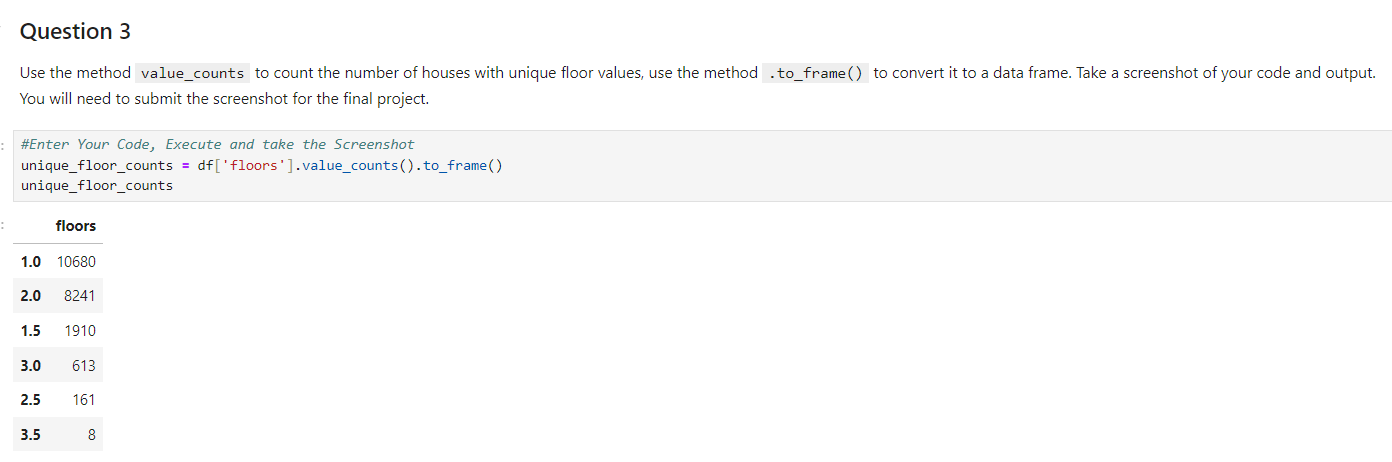 Question 3
Use the method value_counts to count the number of houses with unique floor values, use the method .to_frame() to convert it to a data frame. Take a screenshot of your code and output.
You will need to submit the screenshot for the final project.
#Enter Your Code, Execute and take the Screenshot
unique_floor_counts = df['floors'].value_counts().to_frame()
unique_floor_counts
floors
1.0 10680
2.0 8241
1.5 1910
3.0 613
2.5 161
3.5 8